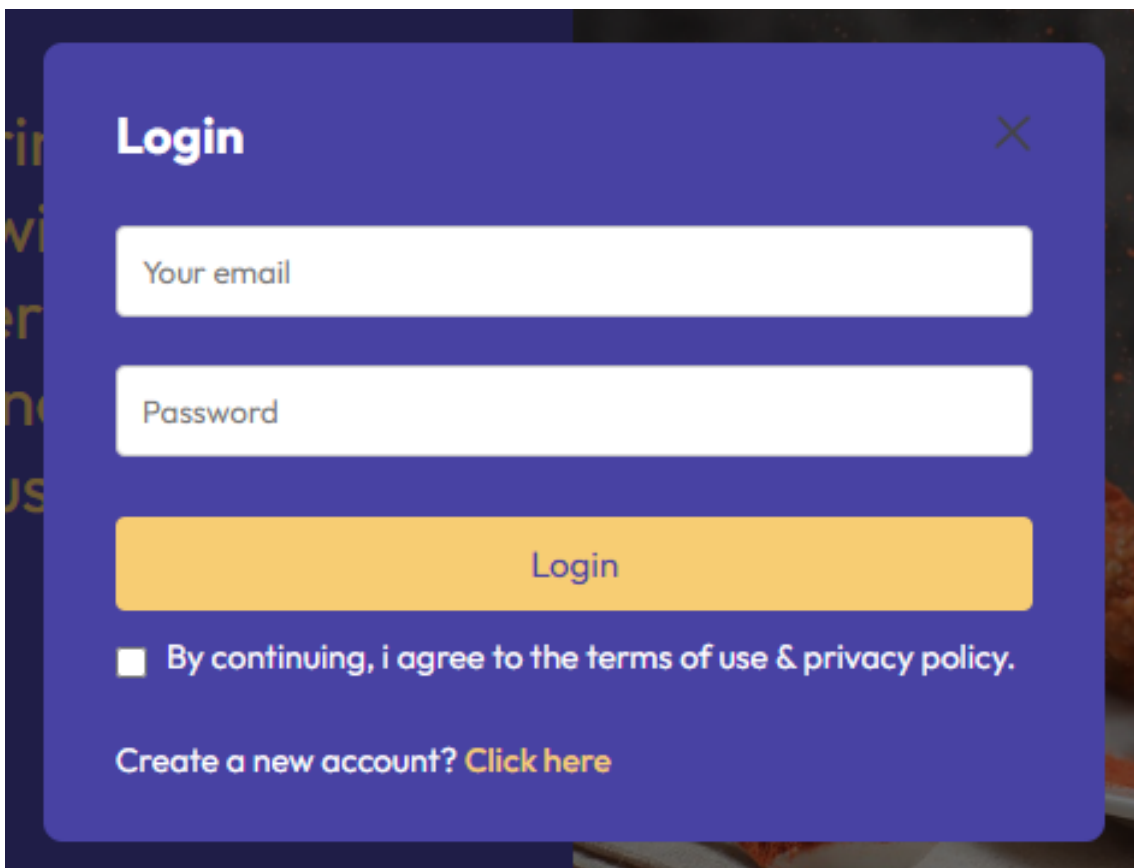 Login
Your email
Password
Login
By continuing, i agree to the terms of use & privacy policy.
Create a new account? Click here